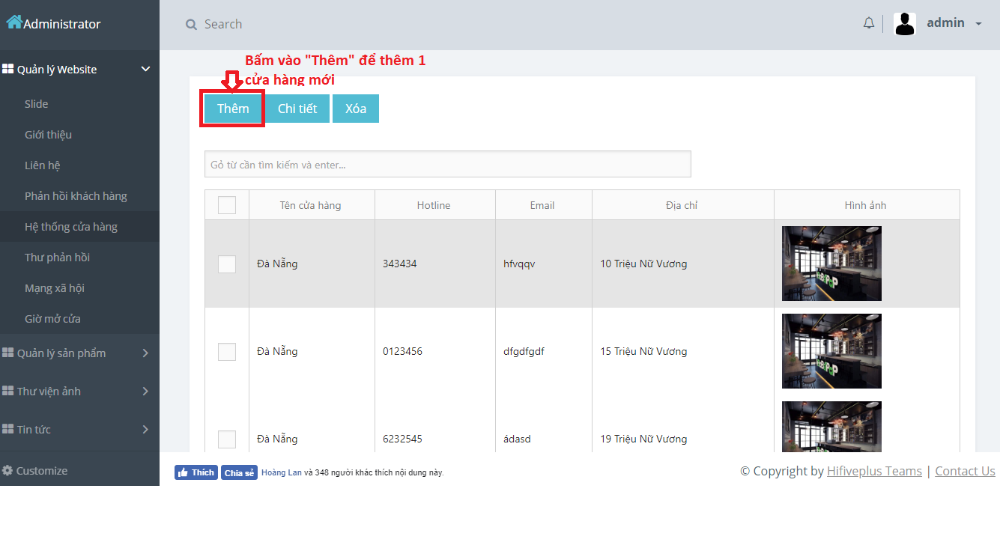 Administrator
Search
admin
Quản lý Website
Slide
Giới thiệu
Liên hệ
Phản hồi khách hàng
Hệ thống cửa hàng
Thư phản hồi
Mạng xã hội
Giờ mở cửa
Quản lý sản phẩm
Thư viện ảnh
Tin tức
Customize
Bấm vào "Thêm" để thêm 1
cửa hàng mới
Thêm Chi tiết Xóa
Gỏ từ cần tìm kiếm và enter...
Tên cửa hàng Hotline Email Địa chỉ Hình ảnh
Đà Nẵng 343434 hfvqqv 10 Triệu Nữ Vương
Đà Nẵng 0123456 dfgdfgdf 15 Triệu Nữ Vương
Đà Nẵng 6232545 ádasd 19 Triệu Nữ Vương
Thích Chia sẻ Hoàng Lan và 348 người khác thích nội dung này.
© Copyright by Hifiveplus Teams | Contact Us